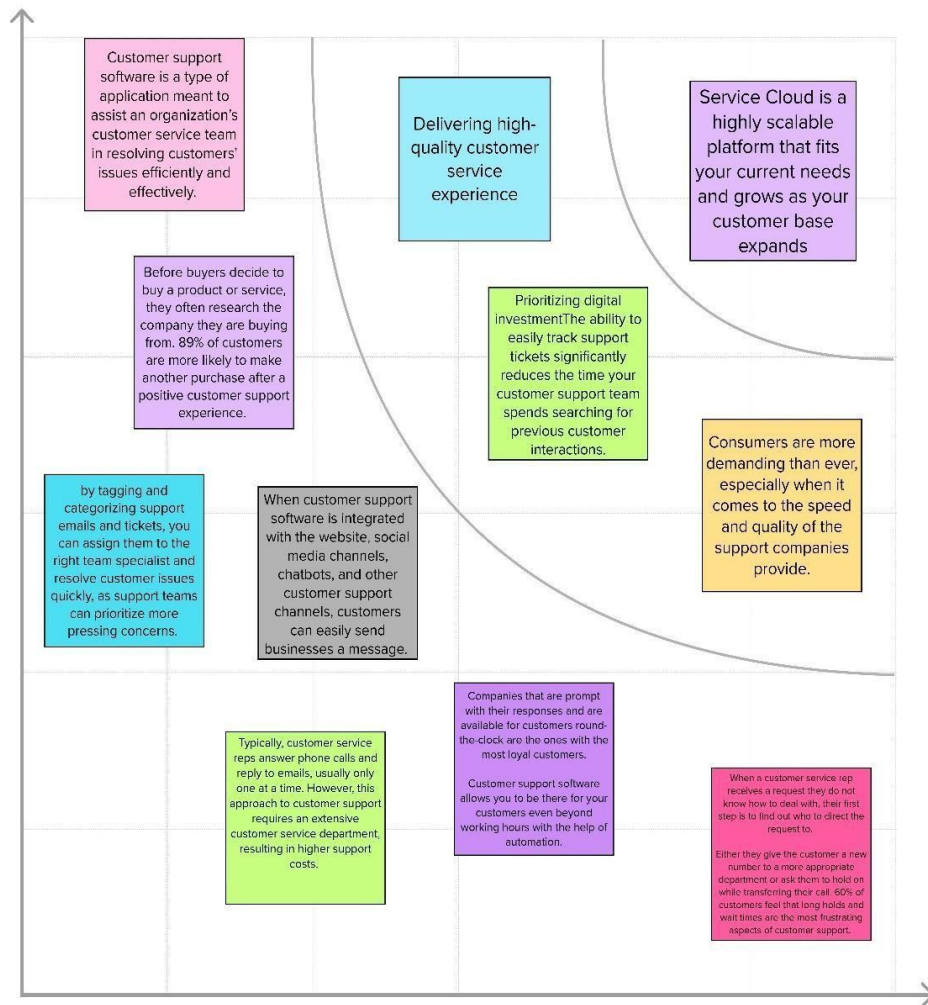 Customer support
software is a type of
application meant to
assist an organization's
customer service team
in resolving customers'
issues efficiently and
effectively.
Delivering high-
quality customer
service
experience
Service Cloud is a
highly scalable
platform that fits
your current needs
and grows as your
customer base
expands
Before buyers decide to
buy a product or service,
they often research the
company they are buying
from. 89% of customers
are more likely to make
another purchase after a
positive customer support
experience.
Prioritizing digital
investmentThe ability to
easily track support
tickets significantly
reduces the time your
customer support team
spends searching for
previous customer
interactions.
Consumers are more
demanding than ever,
especially when it
comes to the speed
and quality of the
support companies
provide.
by tagging and
categorizing support
emails and tickets, you
can assign them to the
right team specialist and
resolve customer issues
quickly, as support teams
can prioritize more
pressing concerns.
When customer support
software is integrated
with the website, social
media channels,
chatbots, and other
customer support
channels, customers
can easily send
businesses a message.
Typically, customer service
reps answer phone calls and
reply to emails, usually only
one at a time. However, this
approach to customer support
requires an extensive
customer service department,
resulting in higher support
costs.
Companies that are prompt
with their responses and are
available for customers round-
the-clock are the ones with the
most loyal customers.
Customer support software
allows you to be there for your
customers even beyond
working hours with the help of
automation.
When a customer service rep
receives a request they do not
know how to deal with, their first
step is to find out who to direct the
request to.
Either they give the customer a new
number to a more appropriate
department or ask them to hold on
while transferring their call. 60%
of customers feel that long holds and
wait times are the most frustrating
aspects of customer support.